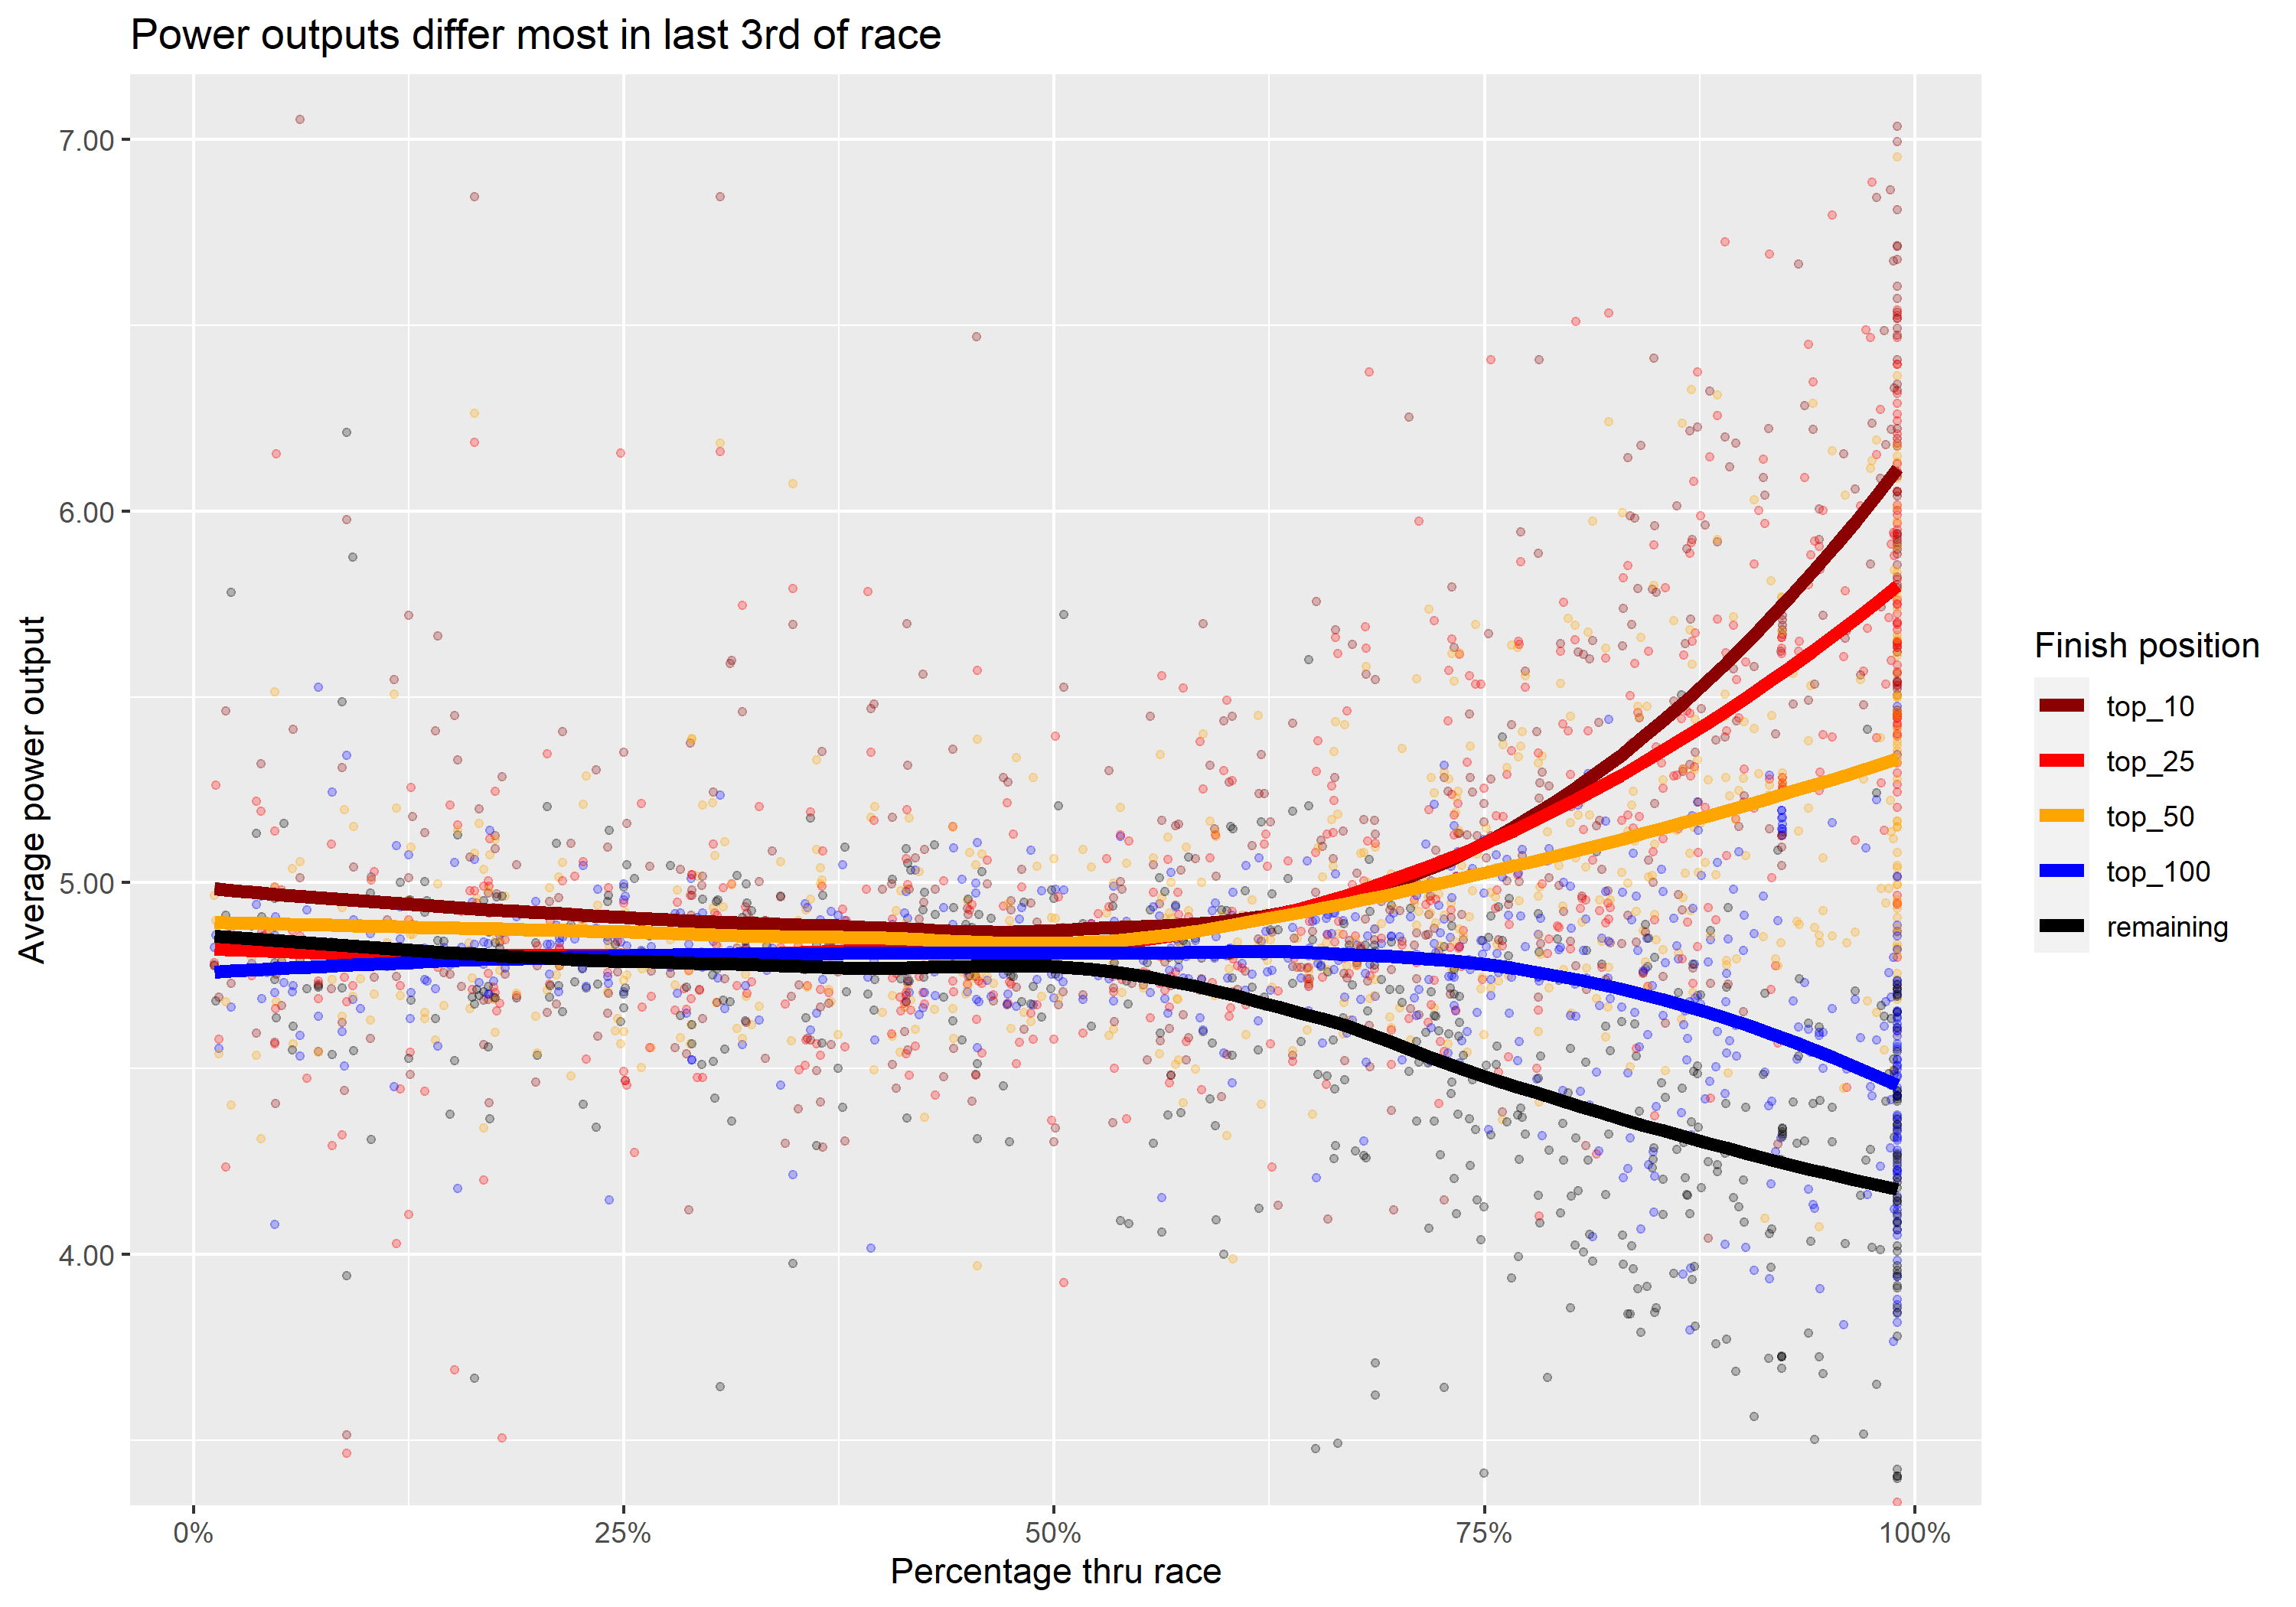 Power outputs differ most in last 3rd of race
7.00
6.00
5.00
4.00
Average power output
0%
25%
50%
75%
100%
Percentage thru race
Finish position
top_10
top_25
top_50
top_100
remaining